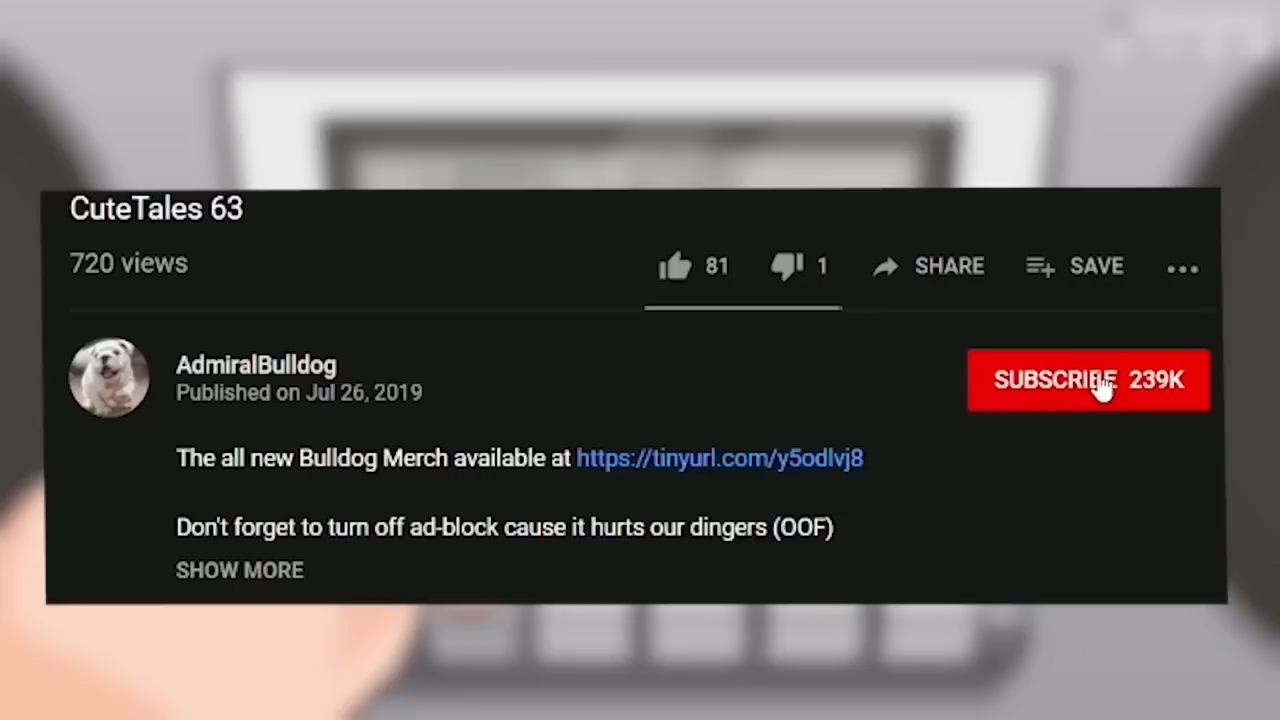 CuteTales 63
720 views
81
1
SHARE
SAVE
AdmiralBulldog
Published on Jul 26, 2019
SUBSCRIBE 239K
The all new Bulldog Merch available at https://tinyurl.com/y5odlvj8
Don't forget to turn off ad-block cause it hurts our dingers (OOF)
SHOW MORE